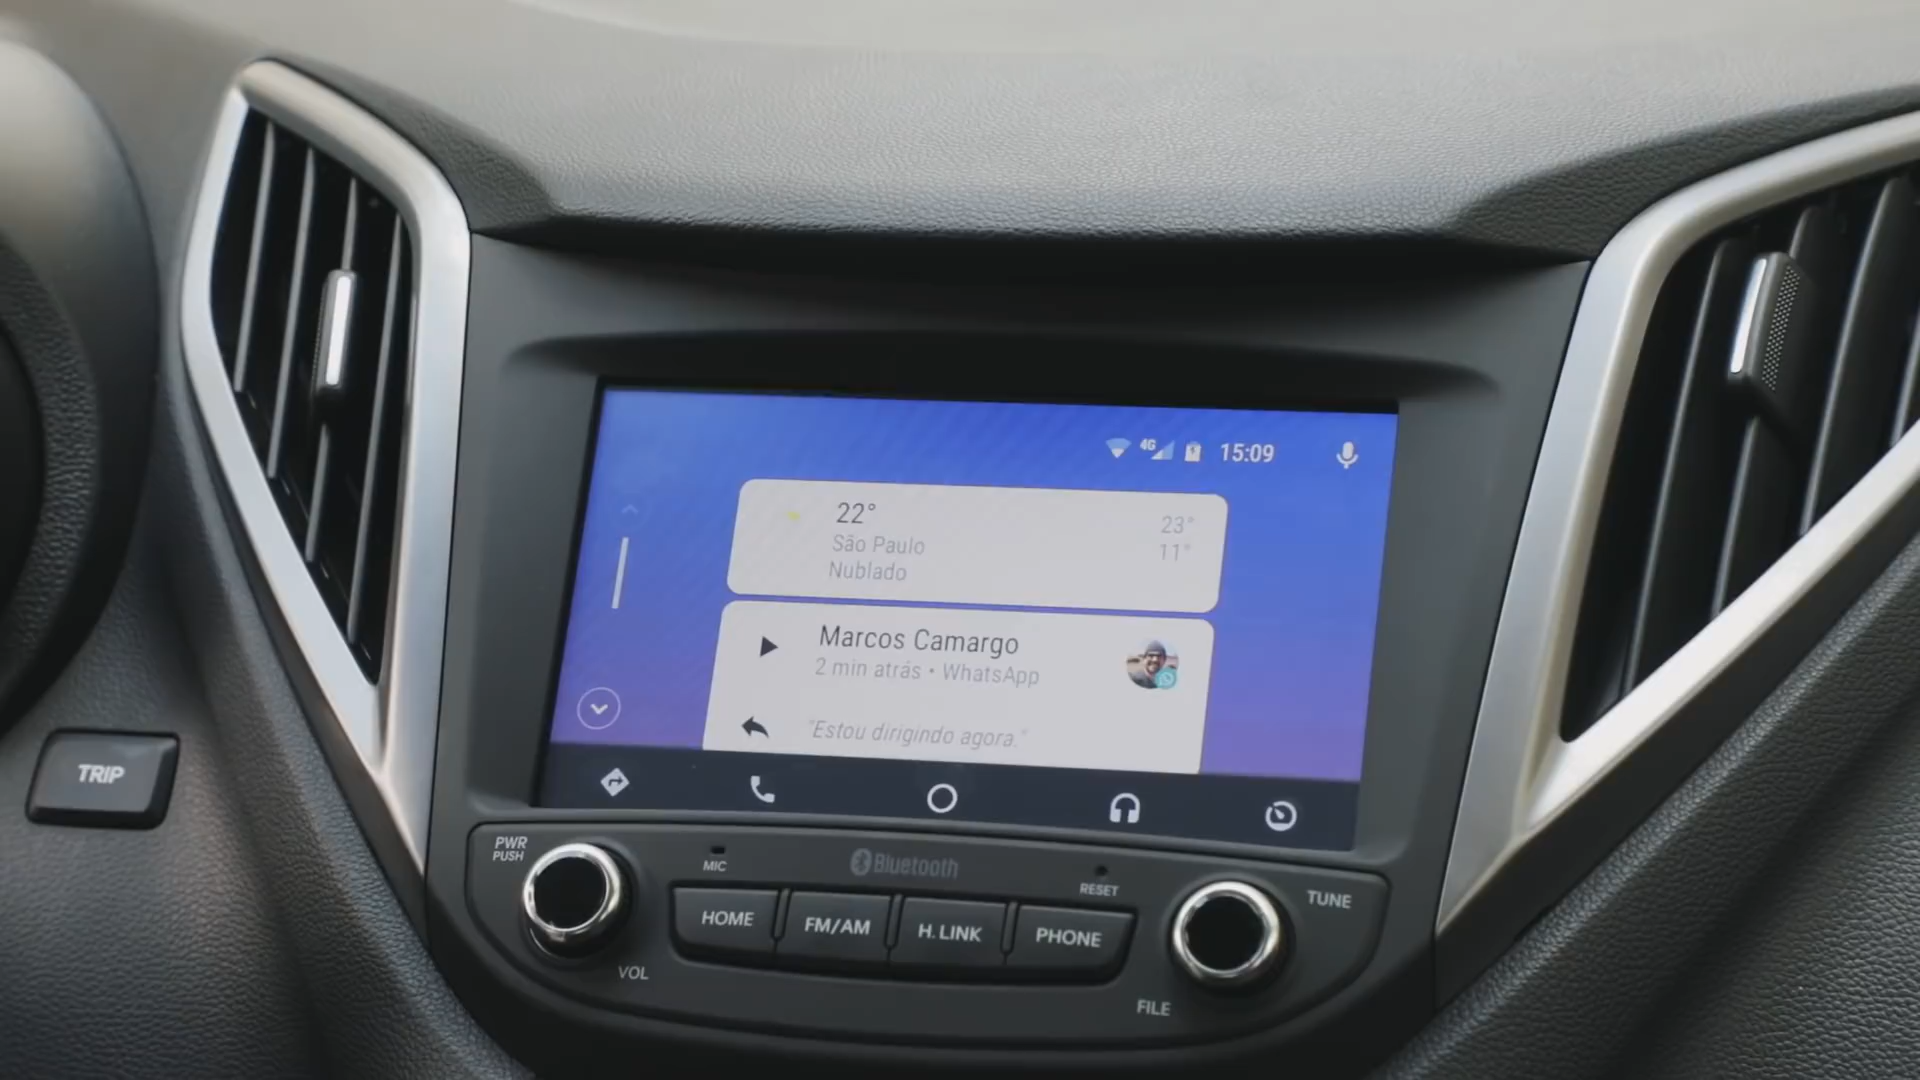 4G 15:09
22° 23°
São Paulo 11°
Nublado
Marcos Camargo
2 min atrás • WhatsApp
"Estou dirigindo agora."
TRIP
PWR
PUSH
MIC
Bluetooth
RESET
TUNE
HOME
FM/AM
H. LINK
PHONE
VOL
FILE